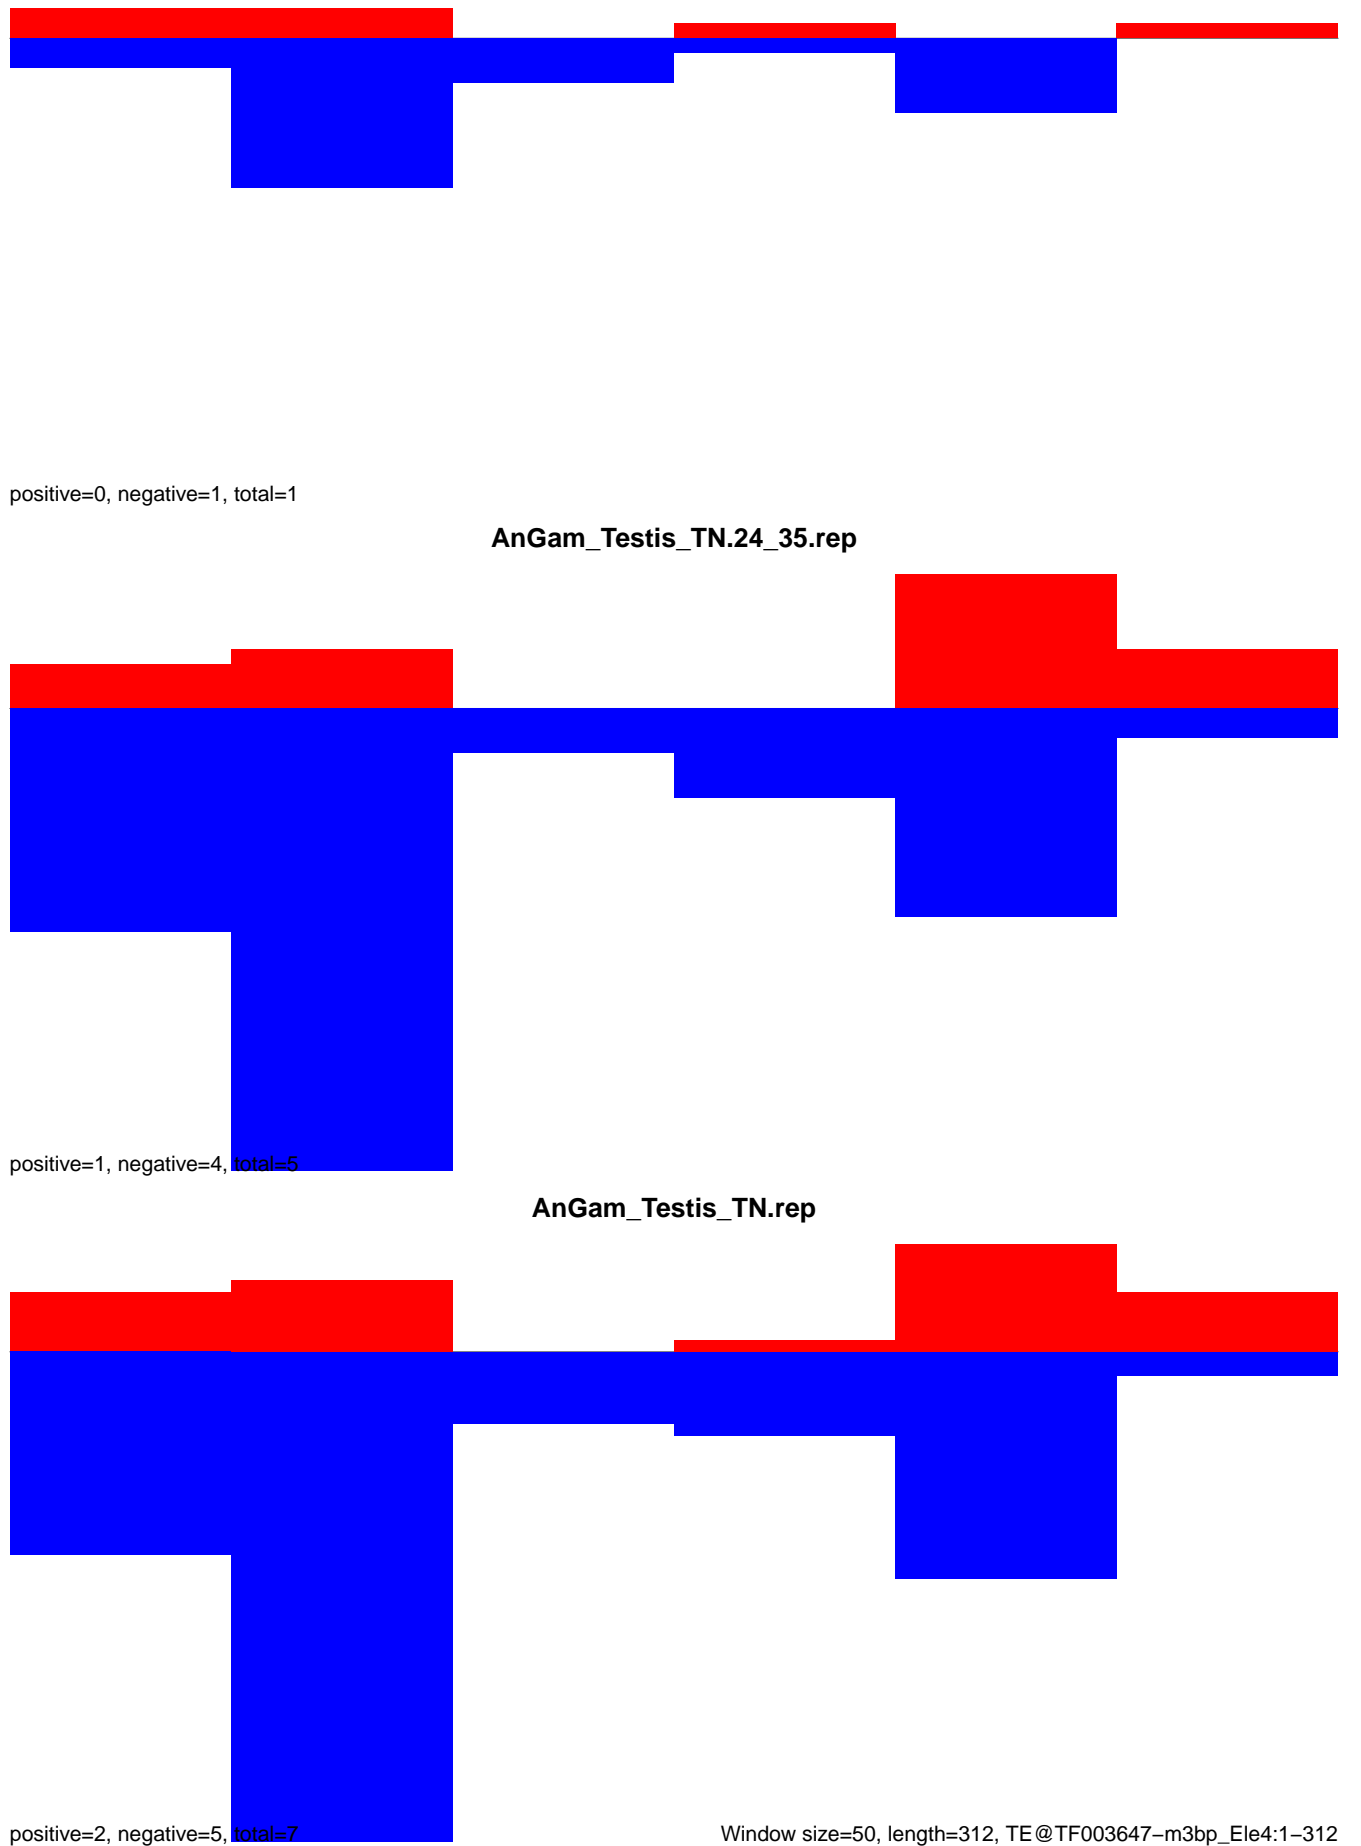 positive=0, negative=1, total=1
AnGam_Testis_TN.24_35.rep
positive=1, negative=4, total=5
AnGam_Testis_TN.rep
positive=2, negative=5, total=7
Window size=50, length=312, TE@TF003647−m3bp_Ele4:1−312